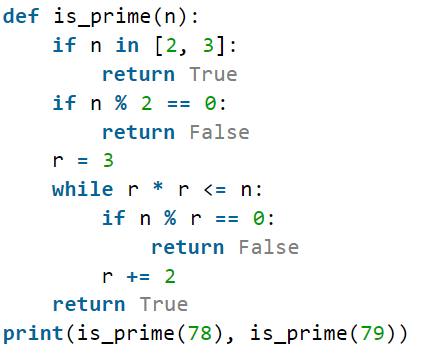 def is_prime(n):
    if n in [2, 3]:
        return True
    if n % 2 == 0:
        return False
    r = 3
    while r * r <= n:
        if n % r == 0:
            return False
        r += 2
    return True
print(is_prime(78), is_prime(79))